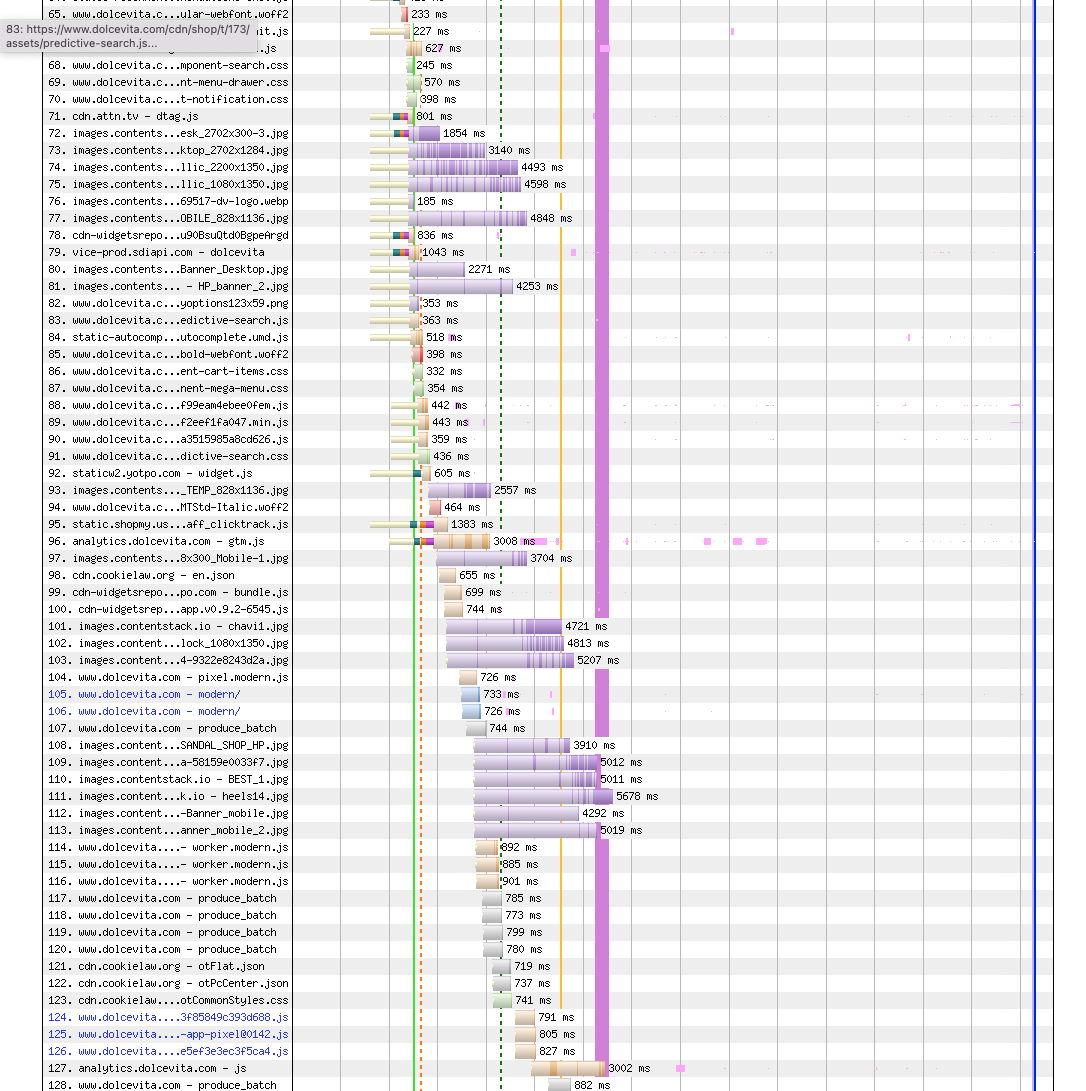 65. www.dolcevita.c...ular-webfont.woff2 233 ms
83: https://www.dolcevita.com/cdn/shop/t/173/
assets/predictive-search.js...
227 ms
.js 627 ms
68. www.dolcevita.c...mponent-search.css 245 ms
69. www.dolcevita.c...nt-menu-drawer.css 570 ms
70. www.dolcevita.c...t-notification.css 398 ms
71. cdn.attn.tv - dtag.js 801 ms
72. images.contents...esk_2702x300-3.jpg 1854 ms
73. images.contents...ktop_2702x1284.jpg 3140 ms
74. images.contents...llic_2200x1350.jpg 4493 ms
75. images.contents...llic_1080x1350.jpg 4598 ms
76. images.contents...69517-dv-logo.webp 185 ms
77. images.contents...OBILE_828x1136.jpg 4848 ms
78. cdn-widgetsrepo...u90BsuQtd0BgpeArgd 836 ms
79. vice-prod.sdiapi.com - dolcevita 1043 ms
80. images.contents...Banner_Desktop.jpg 2271 ms
81. images.contents... - HP_banner_2.jpg 4253 ms
82. www.dolcevita.c...yoptions123x59.png 353 ms
83. www.dolcevita.c...edictive-search.js 363 ms
84. static-autocomp...utocomplete.umd.js 518 ms
85. www.dolcevita.c...bold-webfont.woff2 398 ms
86. www.dolcevita.c...ent-cart-items.css 332 ms
87. www.dolcevita.c...nent-mega-menu.css 354 ms
88. www.dolcevita.c...f99eam4ebee0fem.js 442 ms
89. www.dolcevita.c...f2eef1fa047.min.js 443 ms
90. www.dolcevita.c...a3515985a8cd626.js 359 ms
91. www.dolcevita.c...dictive-search.css 436 ms
92. staticw2.yotpo.com - widget.js 605 ms
93. images.contents..._TEMP_828x1136.jpg 2557 ms
94. www.dolcevita.c...MTStd-Italic.woff2 464 ms
95. static.shopmy.us...aff_clicktrack.js 1383 ms
96. analytics.dolcevita.com - gtm.js 3008 ms
97. images.contents...8x300_Mobile-1.jpg 3704 ms
98. cdn.cookielaw.org - en.json 655 ms
99. cdn-widgetsrepo...po.com - bundle.js 699 ms
100. cdn-widgetsrep...app.v0.9.2-6545.js 744 ms
101. images.contentstack.io - chavi1.jpg 4721 ms
102. images.content...lock_1080x1350.jpg 4813 ms
103. images.content...4-9322e8243d2a.jpg 5207 ms
104. www.dolcevita.com - pixel.modern.js 726 ms
105. www.dolcevita.com - modern/ 733 ms
106. www.dolcevita.com - modern/ 726 ms
107. www.dolcevita.com - produce_batch 744 ms
108. images.content...SANDAL_SHOP_HP.jpg 3910 ms
109. images.content...a-58159e0033f7.jpg 5012 ms
110. images.contentstack.io - BEST_1.jpg 5011 ms
111. images.content...k.io - heels14.jpg 5678 ms
112. images.content...-Banner_mobile.jpg 4292 ms
113. images.content...anner_mobile_2.jpg 5019 ms
114. www.dolcevita....- worker.modern.js 892 ms
115. www.dolcevita....- worker.modern.js 885 ms
116. www.dolcevita....- worker.modern.js 901 ms
117. www.dolcevita.com - produce_batch 785 ms
118. www.dolcevita.com - produce_batch 773 ms
119. www.dolcevita.com - produce_batch 799 ms
120. www.dolcevita.com - produce_batch 780 ms
121. cdn.cookielaw.org - otFlat.json 719 ms
122. cdn.cookielaw.org - otPcCenter.json 737 ms
123. cdn.cookielaw....otCommonStyles.css 741 ms
124. www.dolcevita....3f85849c393d688.js 791 ms
125. www.dolcevita....-app-pixel@0142.js 805 ms
126. www.dolcevita....e5ef3e3ec3f5ca4.js 827 ms
127. analytics.dolcevita.com - js 3002 ms
128. www.dolcevita.com - produce_batch 882 ms